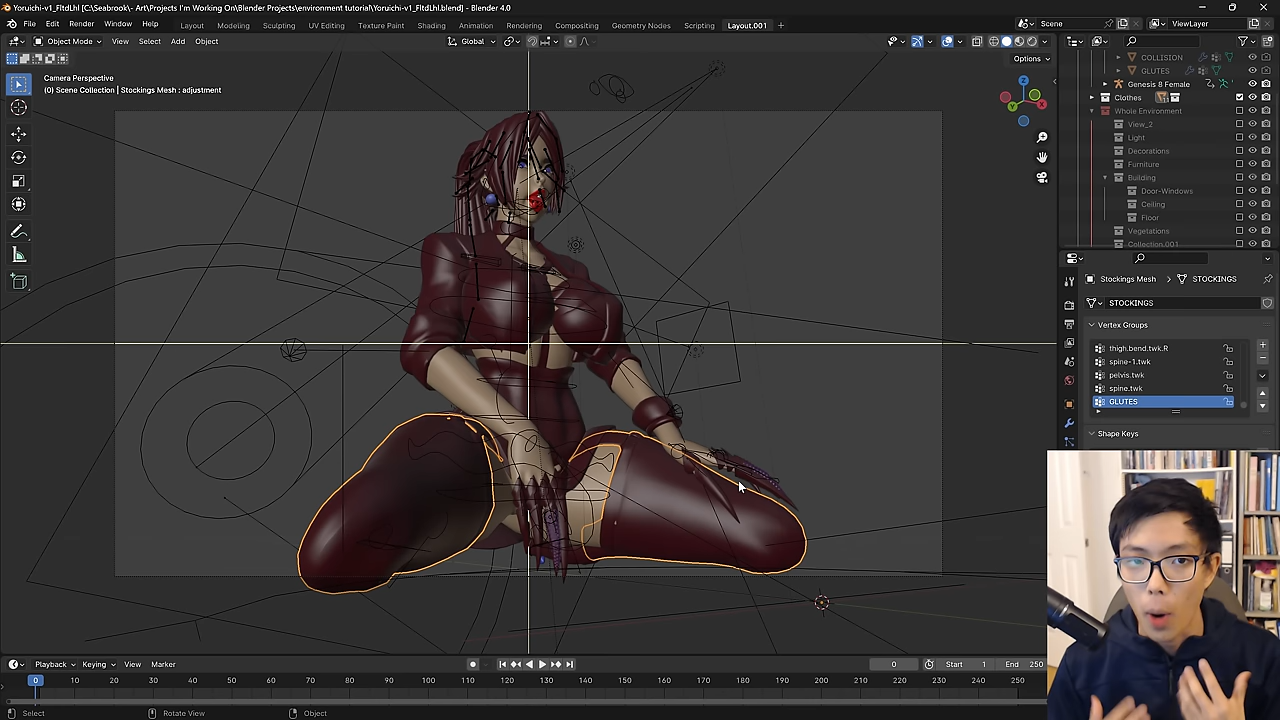 Yoruichi-v1_FltdLhl [C:\Seabrook\- Art\Projects I'm Working On\Blender Projects\environment tutorial\Yoruichi-v1_FltdLhl] - Blender 4.0
File Edit Render Window Help Layout Modeling Sculpting UV Editing Texture Paint Shading Animation Rendering Compositing Geometry Nodes Scripting Layout.001 + Scene ViewLayer
Object Mode View Select Add Object Global
Options
Camera Perspective
(0) Scene Collection | Stockings Mesh : adjustment
COLLISION
GLUTES
Genesis 8 Female
Clothes
Whole Environment
View_2
Light
Decorations
Furniture
Building
Door-Windows
Ceiling
Floor
Vegetations
Collection.001
Stockings Mesh > STOCKINGS
STOCKINGS
Vertex Groups
thigh.bend.twk.R
spine-1.twk
pelvis.twk
spine.twk
GLUTES
Shape Keys
Playback Keying View Marker 0 Start 1 End 250
0 10 20 30 40 50 60 70 80 90 100 110 120 130 140 150 160 170 180 190 200 210 220 230 240 250
Select Rotate View Object